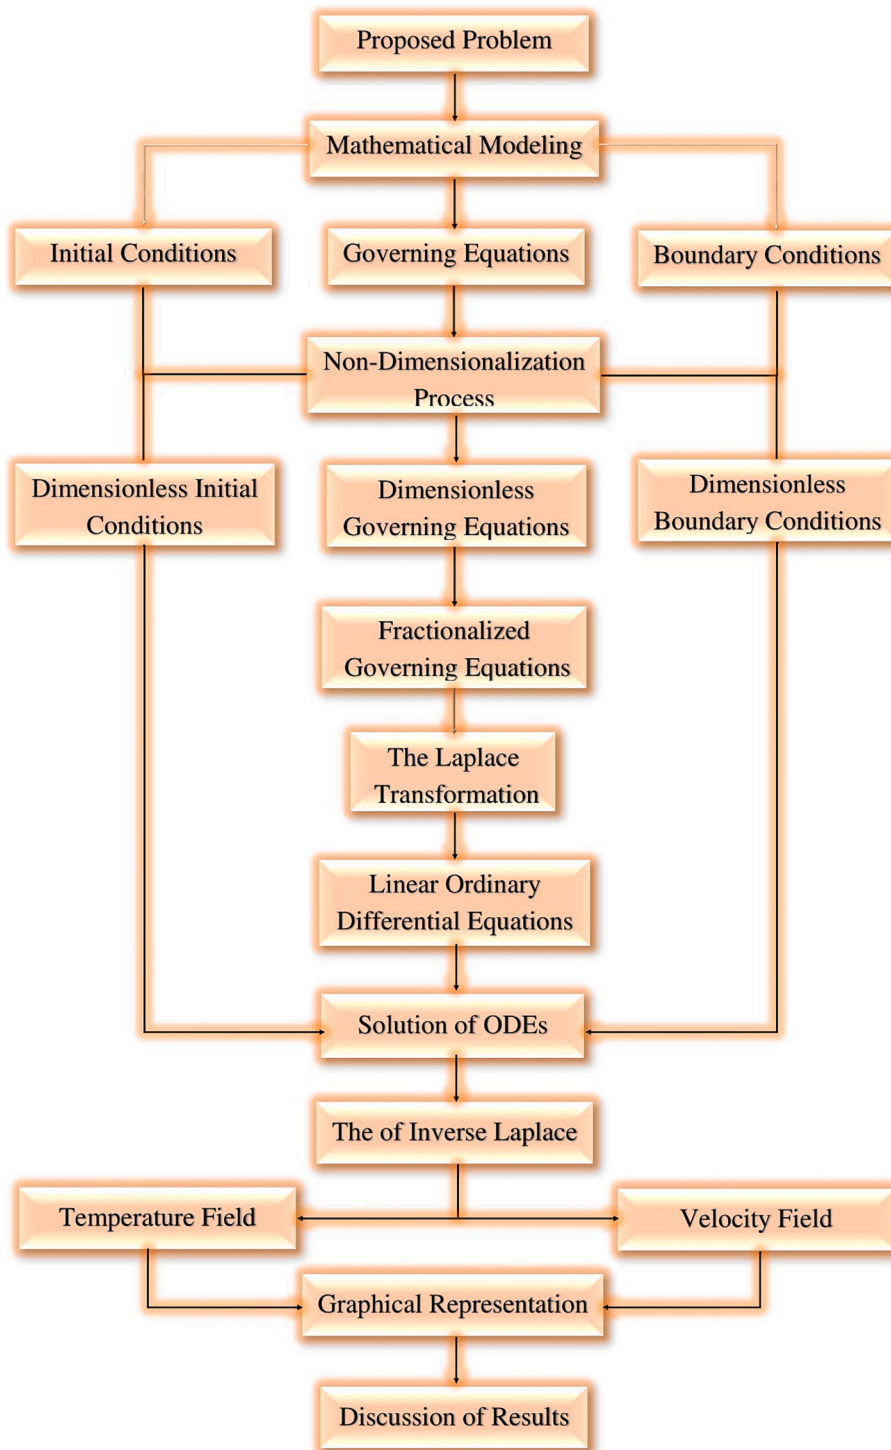 Proposed Problem
Mathematical Modeling
Initial Conditions
Governing Equations
Boundary Conditions
Non-Dimensionalization
Process
Dimensionless Initial
Conditions
Dimensionless
Governing Equations
Dimensionless
Boundary Conditions
Fractionalized
Governing Equations
The Laplace
Transformation
Linear Ordinary
Differential Equations
Solution of ODEs
The of Inverse Laplace
Temperature Field
Velocity Field
Graphical Representation
Discussion of Results